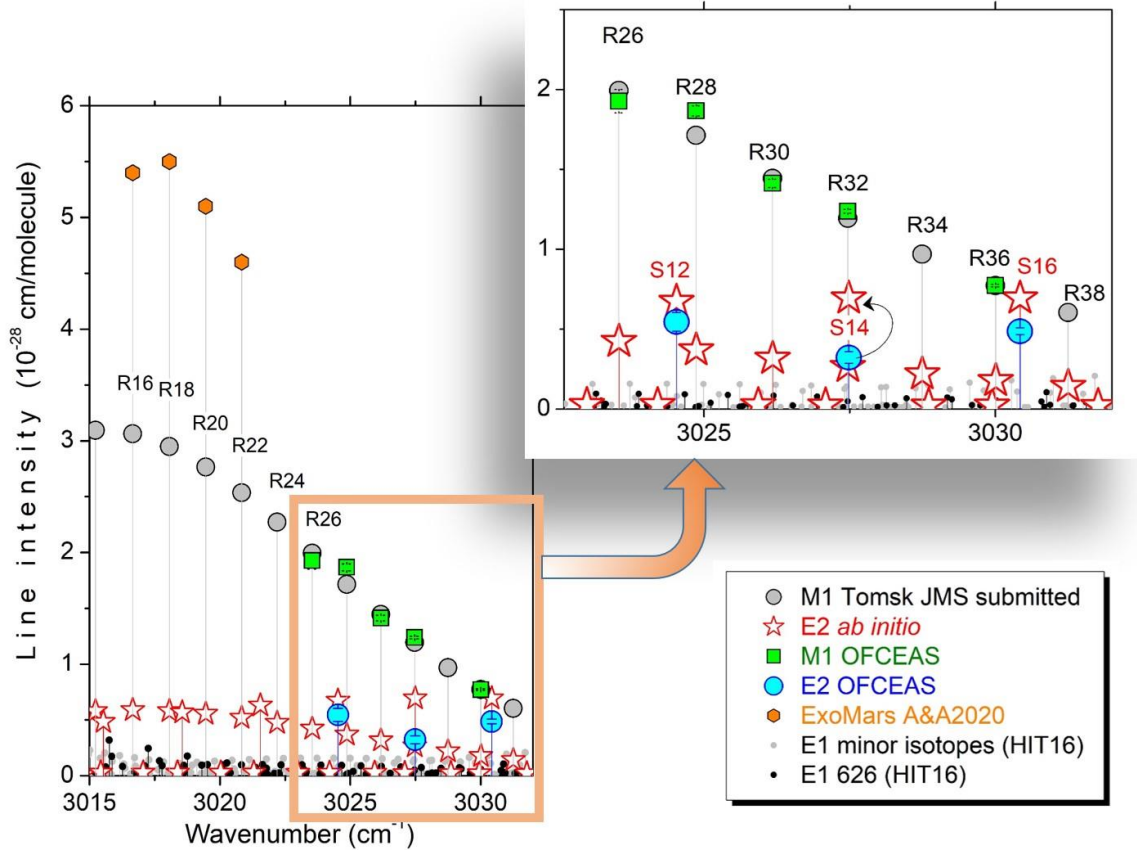 R26
2
R28
R30
R32
R34
S12
R36
S16
R38
1
S14
0
3025
3030
6
5
4
R16
R18
R20
3
R22
R24
R26
2
1
0
3015
3020
3025
3030
Line intensity (10⁻²⁸ cm/molecule)
Wavenumber (cm⁻¹)
M1 Tomsk JMS submitted
E2 ab initio
M1 OFCEAS
E2 OFCEAS
ExoMars A&A2020
E1 minor isotopes (HIT16)
E1 626 (HIT16)